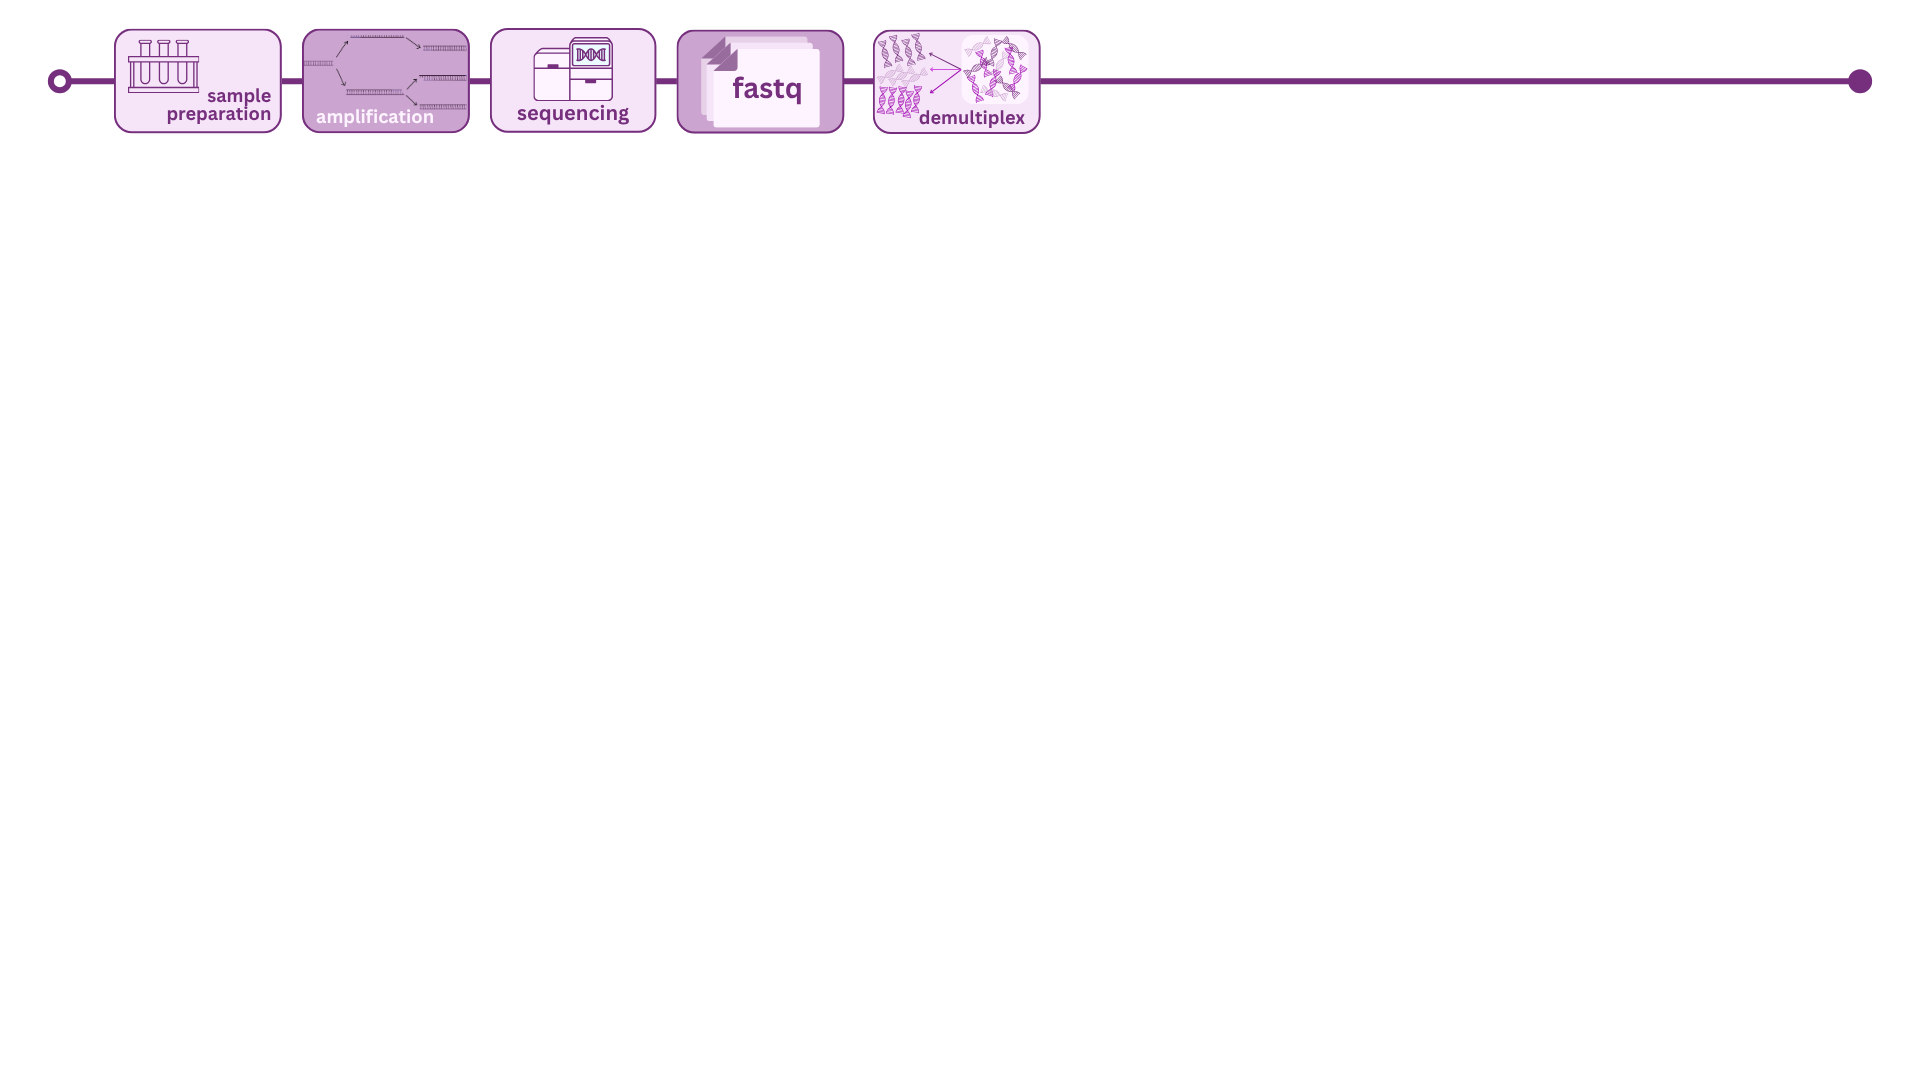 sample
preparation
amplification
sequencing
fastq
demultiplex